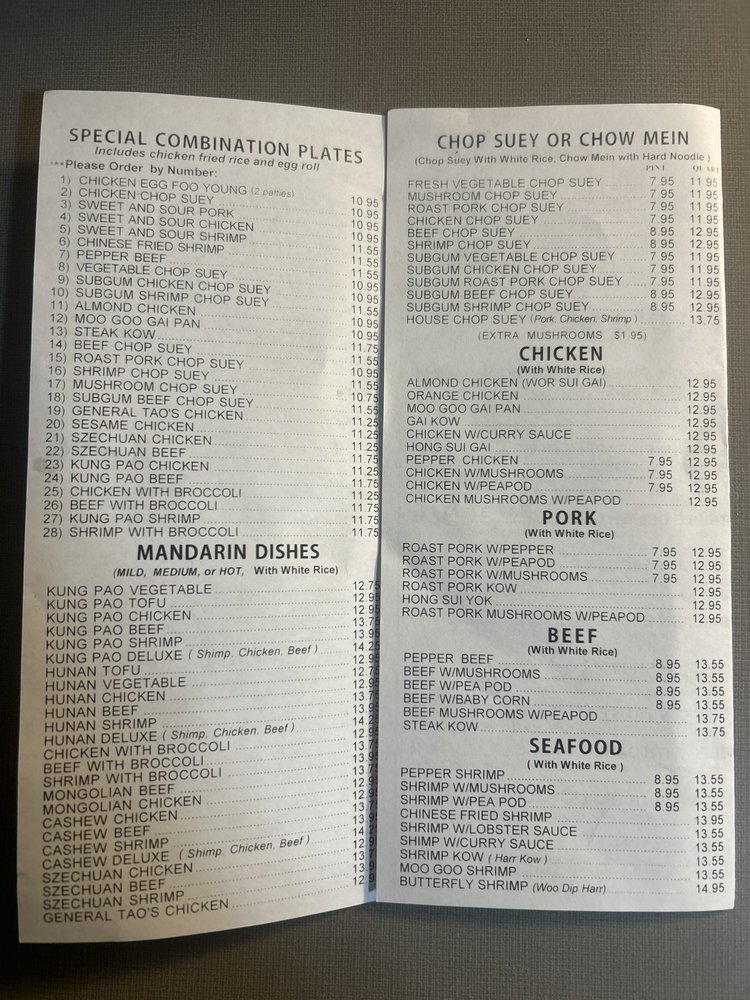 SPECIAL COMBINATION PLATES
Includes chicken fried rice and egg roll
***Please Order by Number:
1) CHICKEN EGG FOO YOUNG (2 patties) 10.95
2) CHICKEN CHOP SUEY 10.95
3) SWEET AND SOUR PORK 10.95
4) SWEET AND SOUR CHICKEN 10.95
5) SWEET AND SOUR SHRIMP 11.55
6) CHINESE FRIED SHRIMP 11.55
7) PEPPER BEEF 11.55
8) VEGETABLE CHOP SUEY 10.95
9) SUBGUM CHICKEN CHOP SUEY 10.95
10) SUBGUM SHRIMP CHOP SUEY 11.55
11) ALMOND CHICKEN 10.95
12) MOO GOO GAI PAN 10.95
13) STEAK KOW 11.75
14) BEEF CHOP SUEY 11.55
15) ROAST PORK CHOP SUEY 10.95
16) SHRIMP CHOP SUEY 11.55
17) MUSHROOM CHOP SUEY 10.75
18) SUBGUM BEEF CHOP SUEY 11.55
19) GENERAL TAO'S CHICKEN 11.25
20) SESAME CHICKEN 11.25
21) SZECHUAN CHICKEN 11.25
22) SZECHUAN BEEF 11.75
23) KUNG PAO CHICKEN 11.25
24) KUNG PAO BEEF 11.75
25) CHICKEN WITH BROCCOLI 11.25
26) BEEF WITH BROCCOLI 11.75
27) KUNG PAO SHRIMP 11.75
28) SHRIMP WITH BROCCOLI 11.75
MANDARIN DISHES
(MILD, MEDIUM, or HOT, With White Rice)
KUNG PAO VEGETABLE 12.75
KUNG PAO TOFU
KUNG PAO CHICKEN
KUNG PAO BEEF 13.75
KUNG PAO SHRIMP 13.95
KUNG PAO DELUXE ( Shimp, Chicken, Beef )
HUNAN TOFU
HUNAN VEGETABLE
HUNAN CHICKEN
HUNAN BEEF
HUNAN SHRIMP
HUNAN DELUXE ( Shimp, Chicken, Beef )
CHICKEN WITH BROCCOLI
BEEF WITH BROCCOLI
SHRIMP WITH BROCCOLI
MONGOLIAN BEEF
MONGOLIAN CHICKEN
CASHEW CHICKEN
CASHEW BEEF
CASHEW SHRIMP
CASHEW DELUXE ( Shimp, Chicken, Beef )
SZECHUAN CHICKEN
SZECHUAN BEEF
SZECHUAN SHRIMP
GENERAL TAO'S CHICKEN
CHOP SUEY OR CHOW MEIN
(Chop Suey With White Rice, Chow Mein with Hard Noodle )
PINT QUART
FRESH VEGETABLE CHOP SUEY 7.95 11.95
MUSHROOM CHOP SUEY 7.95 11.95
ROAST PORK CHOP SUEY 7.95 11.95
CHICKEN CHOP SUEY 7.95 11.95
BEEF CHOP SUEY 8.95 12.95
SHRIMP CHOP SUEY 8.95 12.95
SUBGUM VEGETABLE CHOP SUEY 7.95 11.95
SUBGUM CHICKEN CHOP SUEY 7.95 11.95
SUBGUM ROAST PORK CHOP SUEY 7.95 11.95
SUBGUM BEEF CHOP SUEY 8.95 12.95
SUBGUM SHRIMP CHOP SUEY 8.95 12.95
HOUSE CHOP SUEY (Pork, Chicken, Shrimp ) 13.75
(EXTRA MUSHROOMS $1.95)
CHICKEN
(With White Rice)
ALMOND CHICKEN (WOR SUI GAI) 12.95
ORANGE CHICKEN 12.95
MOO GOO GAI PAN 12.95
GAI KOW 12.95
CHICKEN W/CURRY SAUCE 12.95
HONG SUI GAI 12.95
PEPPER CHICKEN 7.95 12.95
CHICKEN W/MUSHROOMS 7.95 12.95
CHICKEN W/PEAPOD 7.95 12.95
CHICKEN MUSHROOMS W/PEAPOD 12.95
PORK
(With White Rice)
ROAST PORK W/PEPPER 7.95 12.95
ROAST PORK W/PEAPOD 7.95 12.95
ROAST PORK W/MUSHROOMS 7.95 12.95
ROAST PORK KOW 12.95
HONG SUI YOK 12.95
ROAST PORK MUSHROOMS W/PEAPOD 12.95
BEEF
(With White Rice)
PEPPER BEEF 8.95 13.55
BEEF W/MUSHROOMS 8.95 13.55
BEEF W/PEA POD 8.95 13.55
BEEF W/BABY CORN 8.95 13.55
BEEF MUSHROOMS W/PEAPOD 13.75
STEAK KOW 13.75
SEAFOOD
( With White Rice )
PEPPER SHRIMP 8.95 13.55
SHRIMP W/MUSHROOMS 8.95 13.55
SHRIMP W/PEA POD 8.95 13.55
CHINESE FRIED SHRIMP 13.95
SHRIMP W/LOBSTER SAUCE 13.55
SHIMP W/CURRY SAUCE 13.55
SHRIMP KOW ( Harr Kow ) 13.95
MOO GOO SHRIMP 13.55
BUTTERFLY SHRIMP (Woo Dip Harr) 14.95